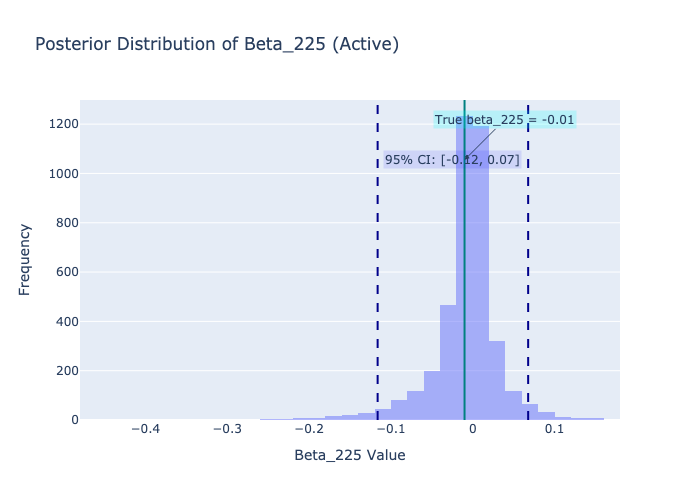 Posterior Distribution of Beta_225 (Active)
True beta_225 = -0.01
95% CI: [-0.12, 0.07]
Frequency
1200
1000
800
600
400
200
0
−0.4
−0.3
−0.2
−0.1
0
0.1
Beta_225 Value